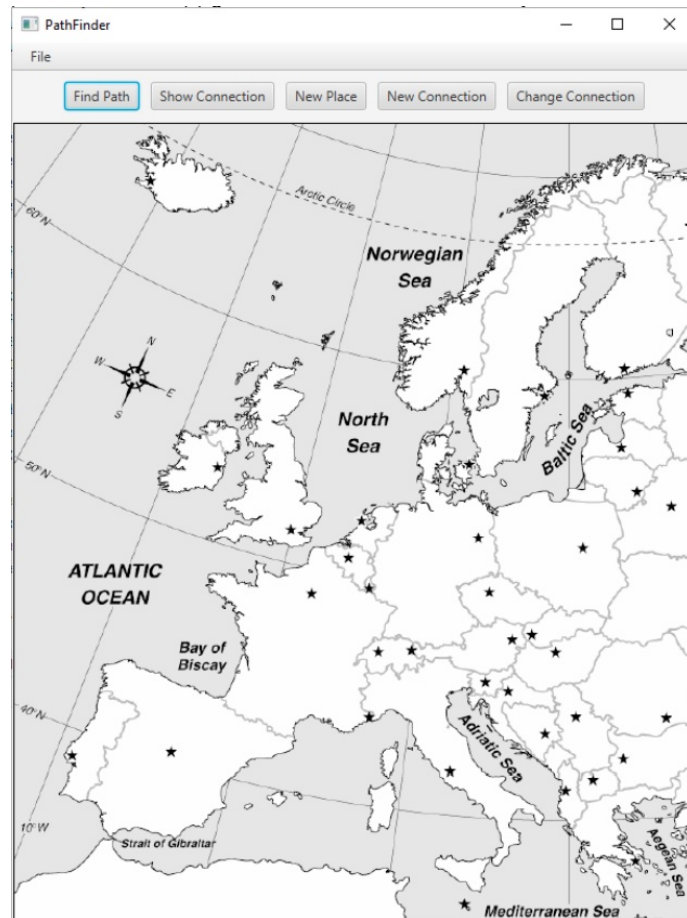 PathFinder
File
Find Path
Show Connection
New Place
New Connection
Change Connection
Arctic Circle
60°N
Norwegian
Sea
N
W
E
S
North
Sea
Baltic Sea
50°N
ATLANTIC
OCEAN
Bay of
Biscay
40°N
Adriatic Sea
10°W
Strait of Gibraltar
Aegean Sea
Mediterranean Sea